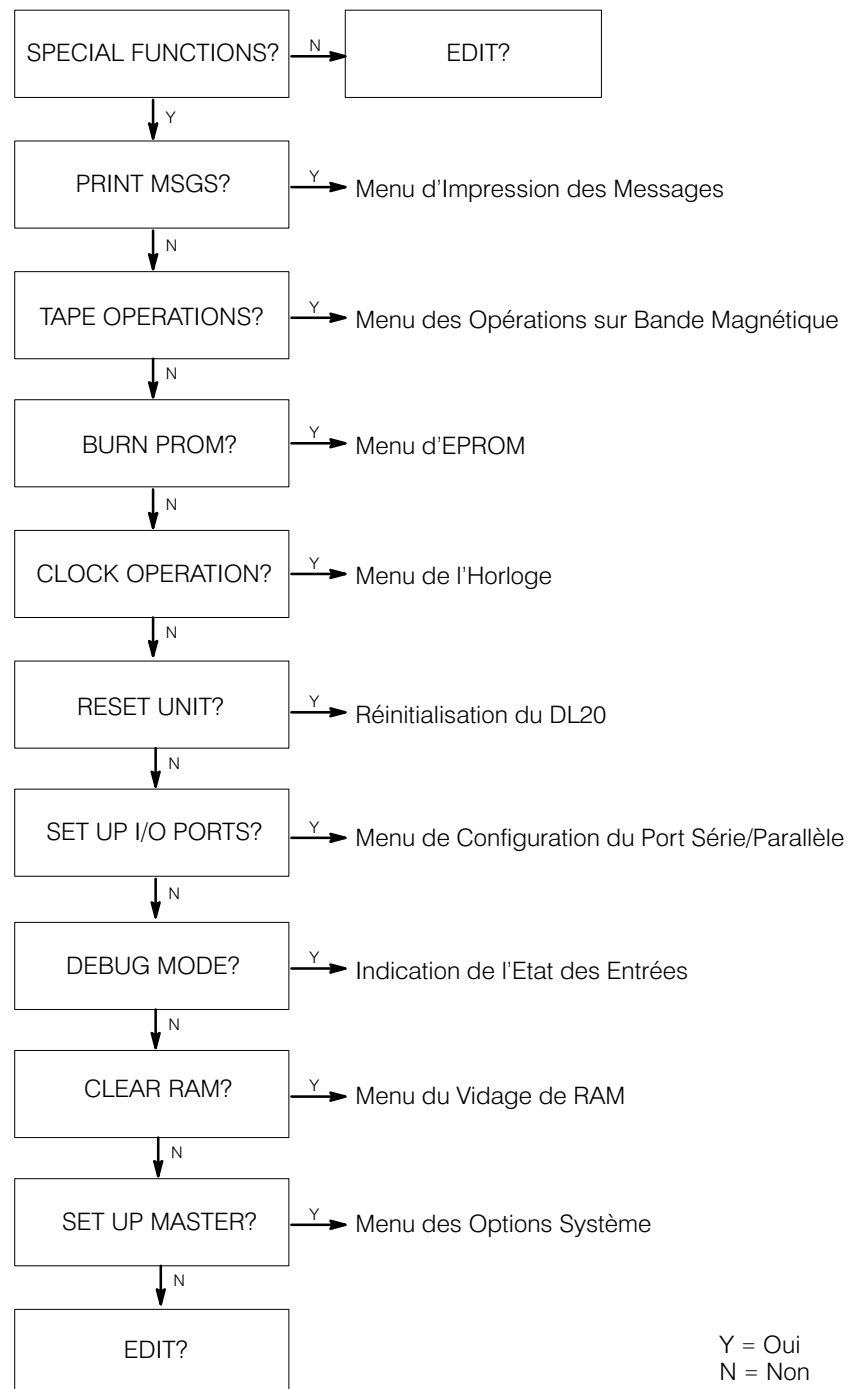 SPECIAL FUNCTIONS?
N
EDIT?
Y
PRINT MSGS?
Y
Menu d'Impression des Messages
N
TAPE OPERATIONS?
Y
Menu des Opérations sur Bande Magnétique
N
BURN PROM?
Y
Menu d'EPROM
N
CLOCK OPERATION?
Y
Menu de l'Horloge
N
RESET UNIT?
Y
Réinitialisation du DL20
N
SET UP I/O PORTS?
Y
Menu de Configuration du Port Série/Parallèle
N
DEBUG MODE?
Y
Indication de l'Etat des Entrées
N
CLEAR RAM?
Y
Menu du Vidage de RAM
N
SET UP MASTER?
Y
Menu des Options Système
N
EDIT?
Y = Oui
N = Non